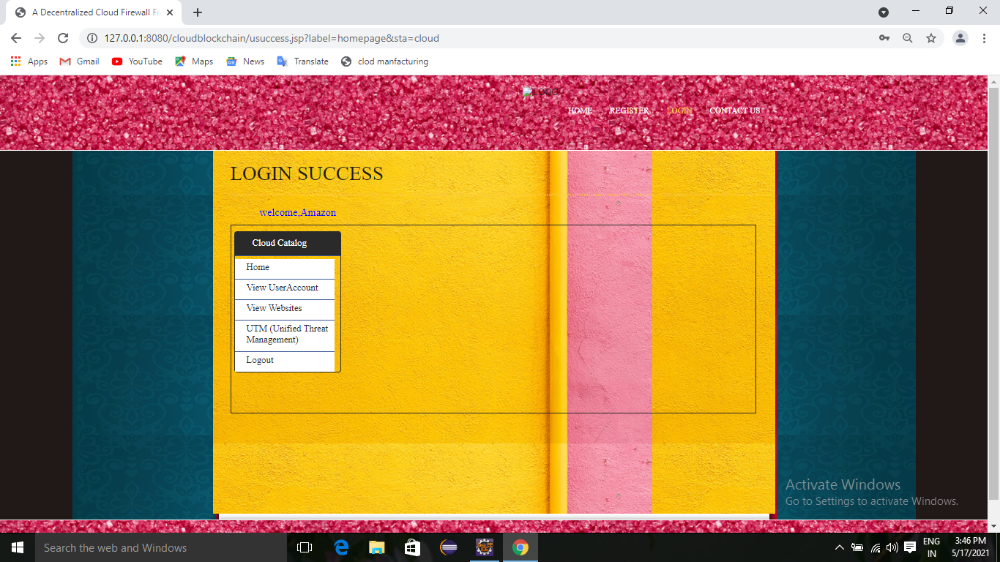 A Decentralized Cloud Firewall Fr
127.0.0.1:8080/cloudblockchain/usuccess.jsp?label=homepage&sta=cloud
Apps Gmail YouTube Maps News Translate clod manfacturing
LOGO
HOME REGISTER LOGIN CONTACT US
LOGIN SUCCESS
welcome,Amazon
Cloud Catalog
Home
View UserAccount
View Websites
UTM (Unified Threat
Management)
Logout
Activate Windows
Go to Settings to activate Windows.
Search the web and Windows
ENG
IN
3:46 PM
5/17/2021